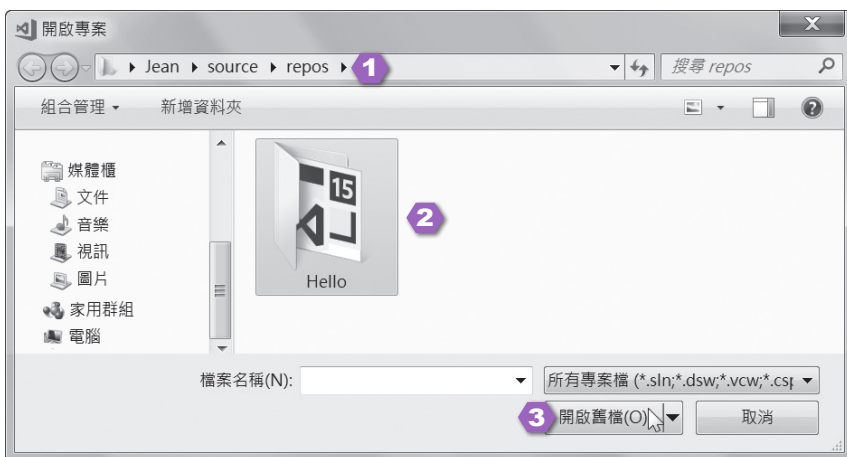 開啟專案
Jean source repos 1 搜尋 repos
組合管理 新增資料夾
媒體櫃
文件
音樂
視訊
圖片
家用群組
電腦
15
Hello
2
檔案名稱(N):
所有專案檔 (*.sln;*.dsw;*.vcw;*.csp
3 開啟舊檔(O) 取消